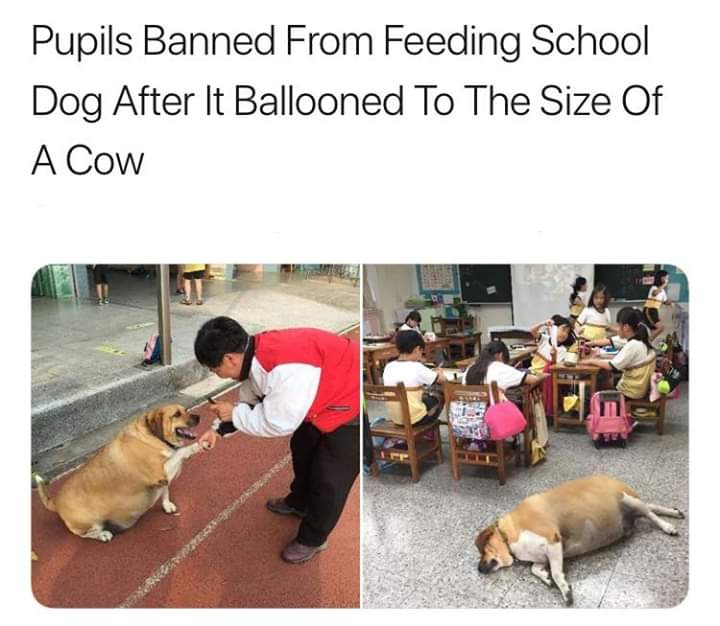 Pupils Banned From Feeding School
Dog After It Ballooned To The Size Of
A Cow